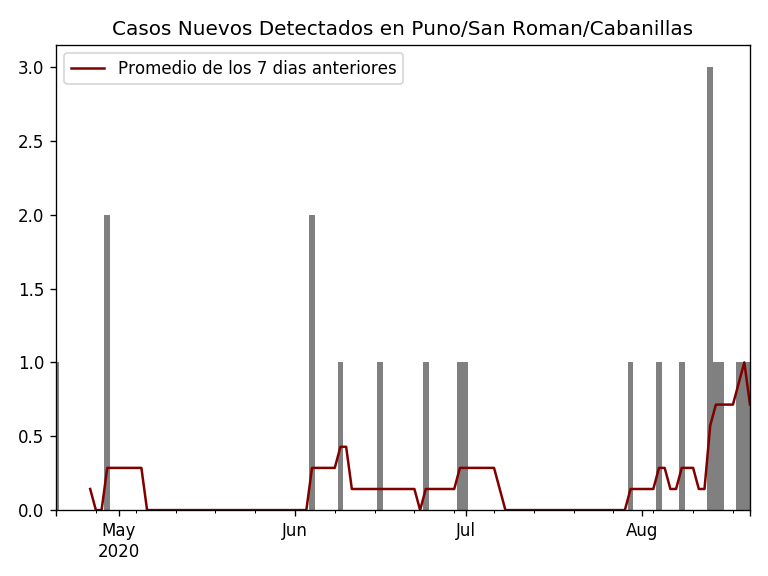 Casos Nuevos Detectados en Puno/San Roman/Cabanillas
Promedio de los 7 dias anteriores
3.0
2.5
2.0
1.5
1.0
0.5
0.0
May Jun Jul Aug
2020